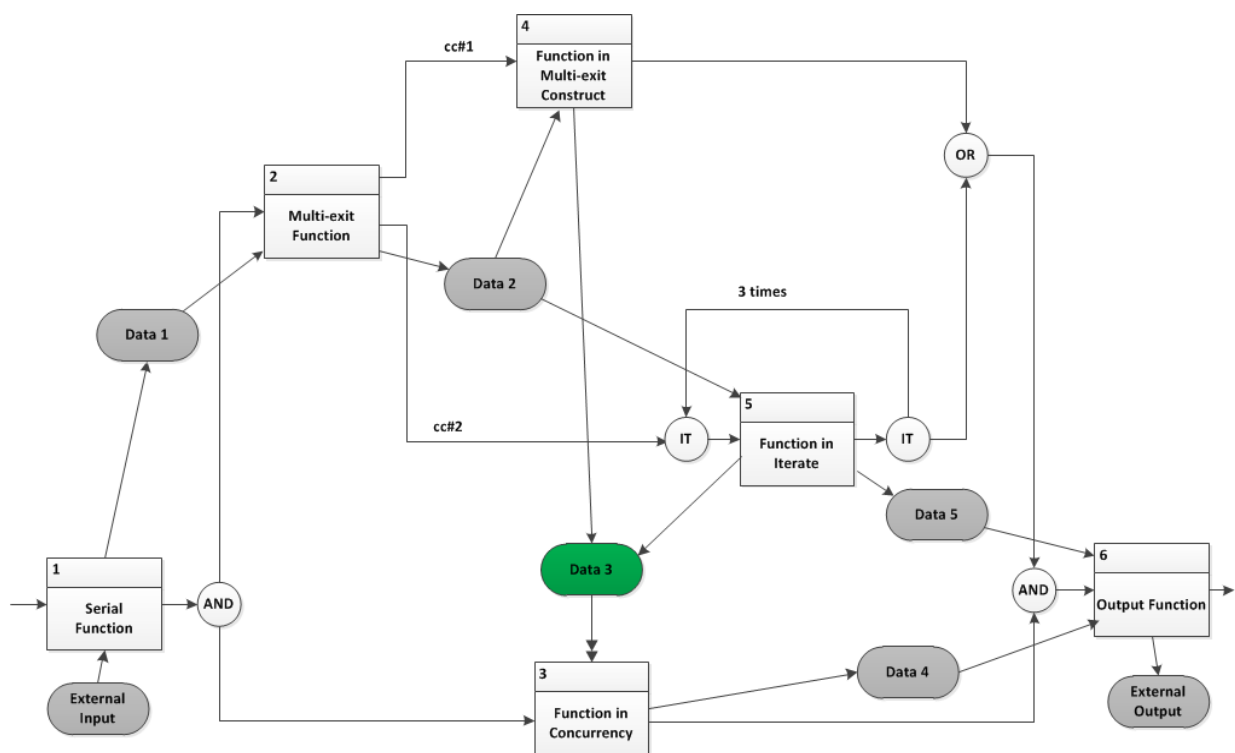 4
Function in
Multi-exit
Construct
cc#1
OR
2
Multi-exit
Function
Data 2
Data 1
3 times
5
Function in
Iterate
IT
IT
cc#2
Data 5
Data 3
1
Serial
Function
AND
6
Output Function
AND
3
Function in
Concurrency
Data 4
External
Input
External
Output